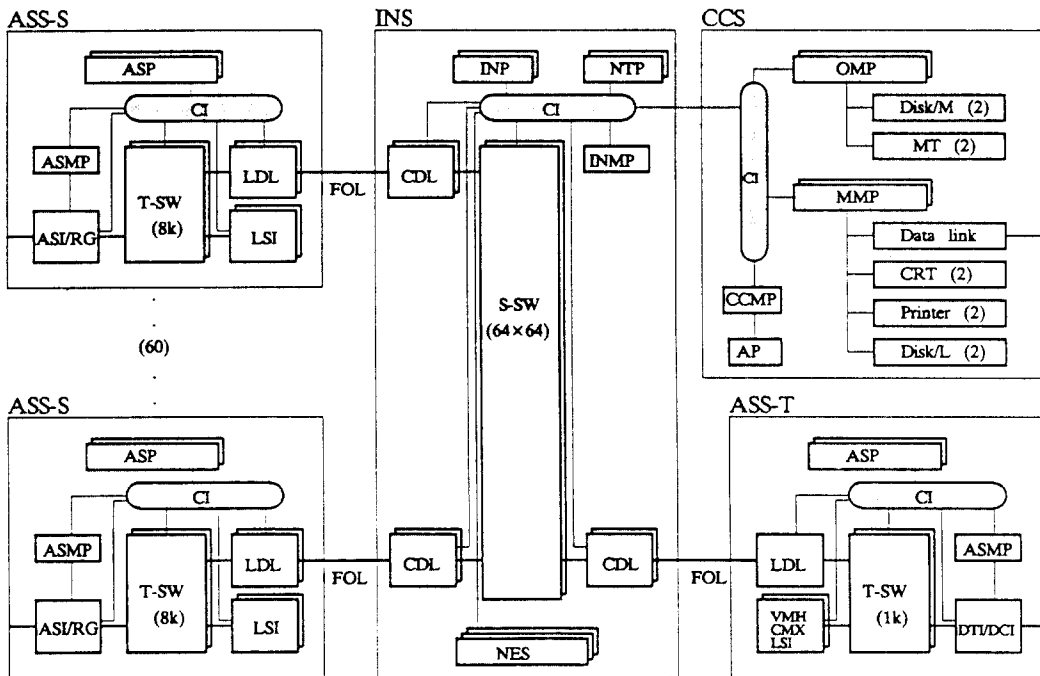 ASS-S
ASP
CI
ASMP
T-SW
(8k)
LDL
ASI/RG
LSI
FOL
.
.
.
(60)
.
.
.
ASS-S
ASP
CI
ASMP
T-SW
(8k)
LDL
ASI/RG
LSI
FOL
INS
INP
NTP
CI
CDL
INMP
S-SW
(64×64)
CDL
CDL
NES
FOL
CCS
OMP
Disk/M (2)
MT (2)
CI
MMP
Data link
CRT (2)
Printer (2)
Disk/L (2)
CCMP
AP
ASS-T
ASP
CI
LDL
T-SW
(1k)
ASMP
VMH
CMX
LSI
DTI/DCI